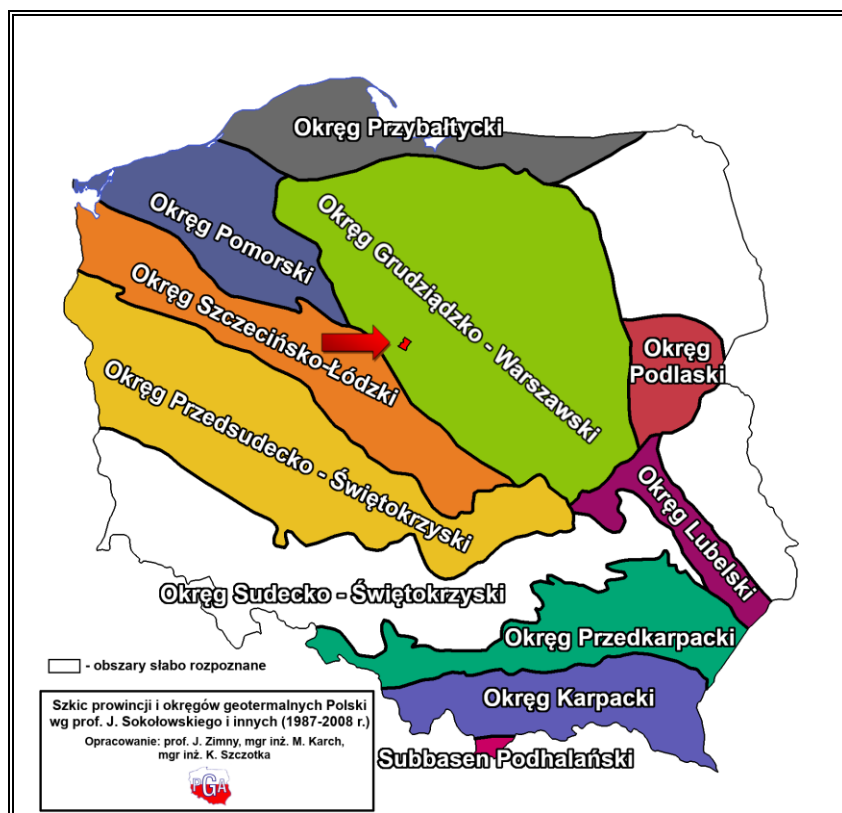 Okręg Przybałtycki
Okręg Pomorski
Okręg Grudziądzko - Warszawski
Okręg Szczecińsko-Łódzki
Okręg
Podlaski
Okręg Przedsudecko - Świętokrzyski
Okręg Lubelski
Okręg Sudecko - Świętokrzyski
Okręg Przedkarpacki
Okręg Karpacki
Subbasen Podhalański
- obszary słabo rozpoznane
Szkic prowincji i okręgów geotermalnych Polski
wg prof. J. Sokołowskiego i innych (1987-2008 r.)
Opracowanie: prof. J. Zimny, mgr inż. M. Karch,
mgr inż. K. Szczotka
PGA